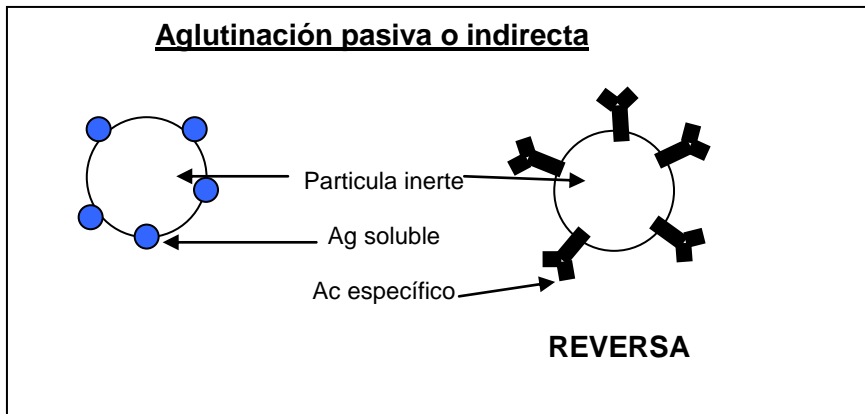 Aglutinación pasiva o indirecta
Particula inerte
Ag soluble
Ac específico
REVERSA